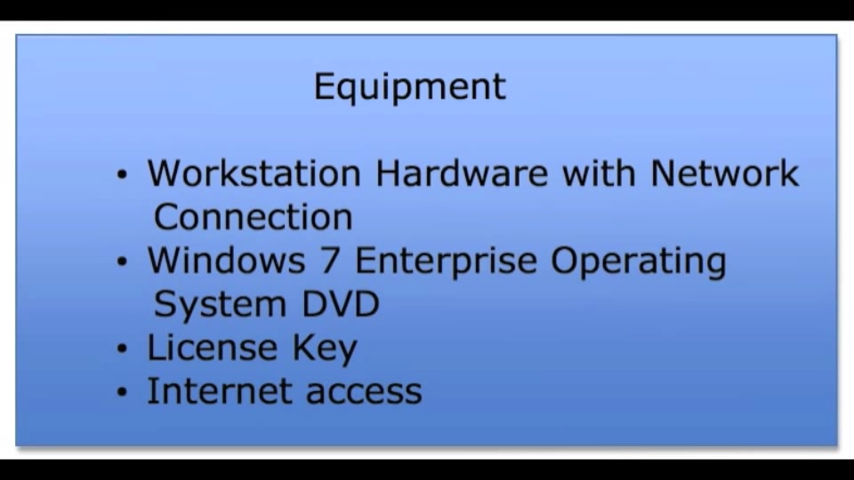 Equipment
• Workstation Hardware with Network
Connection
• Windows 7 Enterprise Operating
System DVD
• License Key
• Internet access